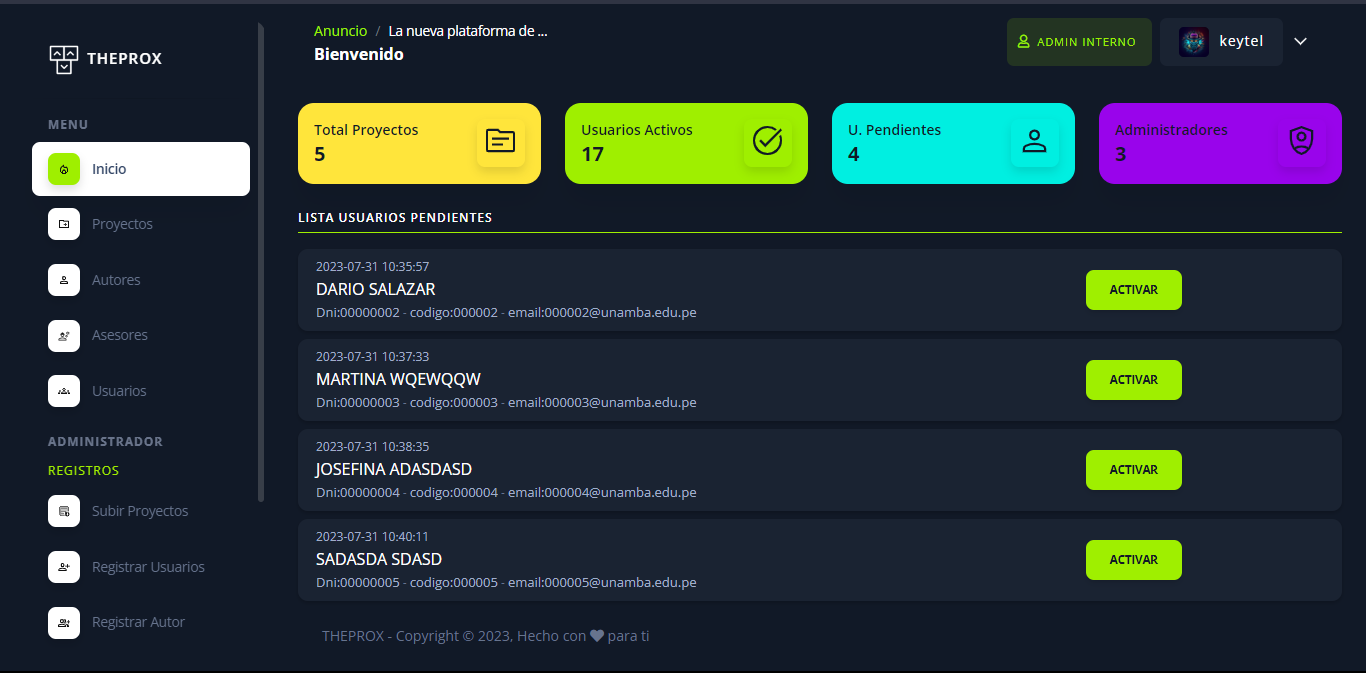 THEPROX
MENU
Inicio
Proyectos
Autores
Asesores
Usuarios
ADMINISTRADOR
REGISTROS
Subir Proyectos
Registrar Usuarios
Registrar Autor
Anuncio / La nueva plataforma de ...
Bienvenido
ADMIN INTERNO
keytel
Total Proyectos
5
Usuarios Activos
17
U. Pendientes
4
Administradores
3
LISTA USUARIOS PENDIENTES
2023-07-31 10:35:57
DARIO SALAZAR
Dni:00000002 - codigo:000002 - email:000002@unamba.edu.pe
ACTIVAR
2023-07-31 10:37:33
MARTINA WQEWQQW
Dni:00000003 - codigo:000003 - email:000003@unamba.edu.pe
ACTIVAR
2023-07-31 10:38:35
JOSEFINA ADASDASD
Dni:00000004 - codigo:000004 - email:000004@unamba.edu.pe
ACTIVAR
2023-07-31 10:40:11
SADASDA SDASD
Dni:00000005 - codigo:000005 - email:000005@unamba.edu.pe
ACTIVAR
THEPROX - Copyright © 2023, Hecho con ♥ para ti